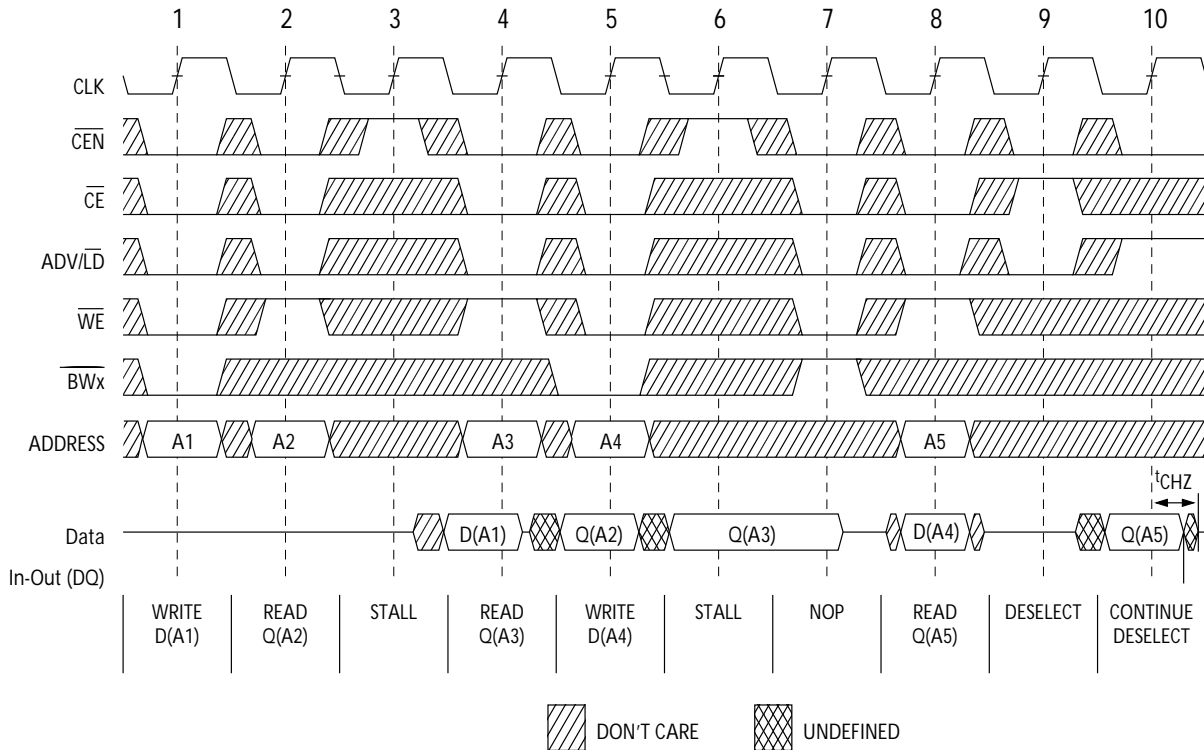 1 2 3 4 5 6 7 8 9 10
CLK
CEN
CE
ADV/LD
WE
BWx
ADDRESS A1 A2 A3 A4 A5
tCHZ
Data D(A1) Q(A2) Q(A3) D(A4) Q(A5)
In-Out (DQ)
WRITE READ STALL READ WRITE STALL NOP READ DESELECT CONTINUE
D(A1) Q(A2) Q(A3) D(A4) Q(A5) DESELECT
DON'T CARE UNDEFINED